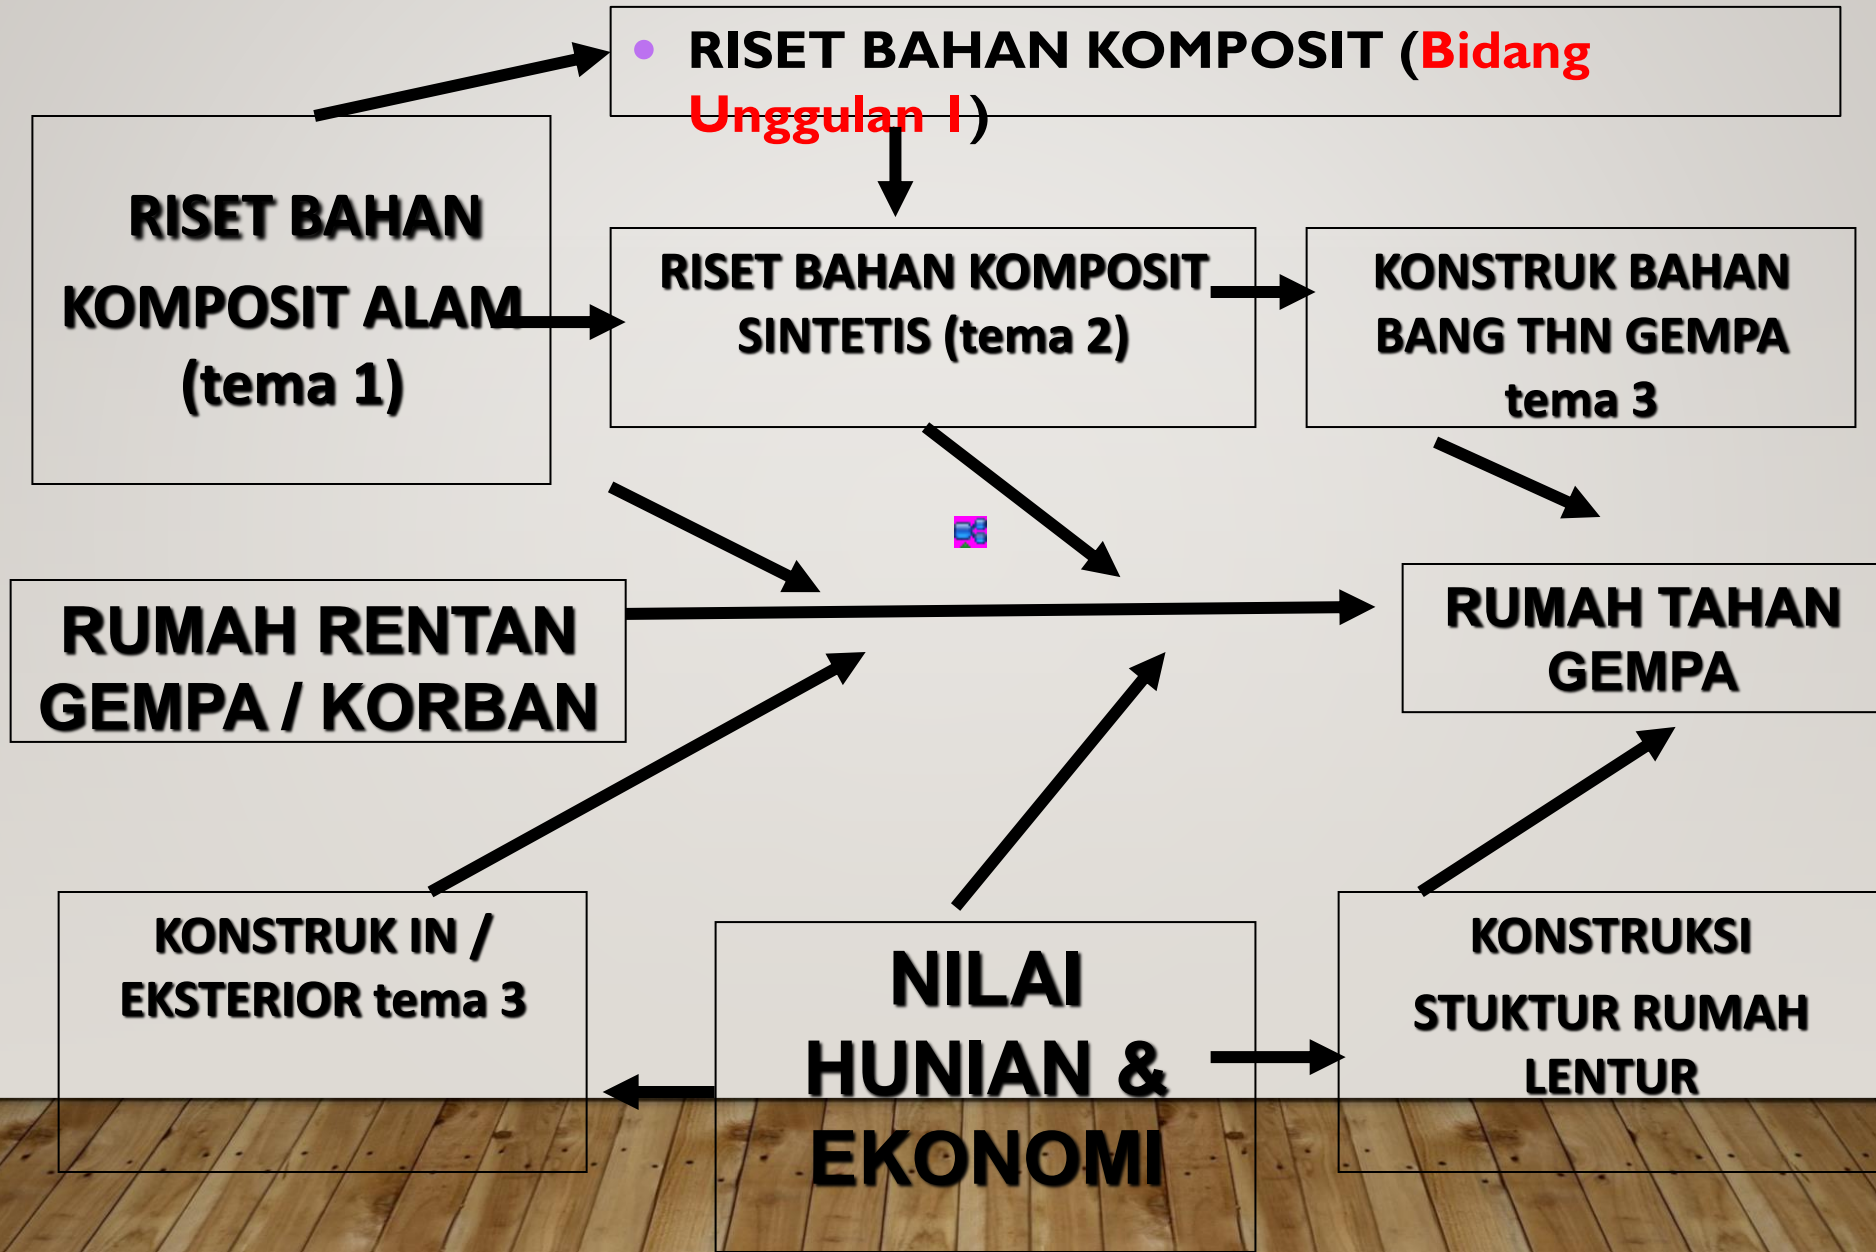 RISET BAHAN KOMPOSIT (Bidang
Unggulan I)
RISET BAHAN
KOMPOSIT ALAM
(tema 1)
RISET BAHAN KOMPOSIT
SINTETIS (tema 2)
KONSTRUK BAHAN
BANG THN GEMPA
tema 3
RUMAH RENTAN
GEMPA / KORBAN
RUMAH TAHAN
GEMPA
KONSTRUK IN /
EKSTERIOR tema 3
NILAI
HUNIAN &
EKONOMI
KONSTRUKSI
STUKTUR RUMAH
LENTUR